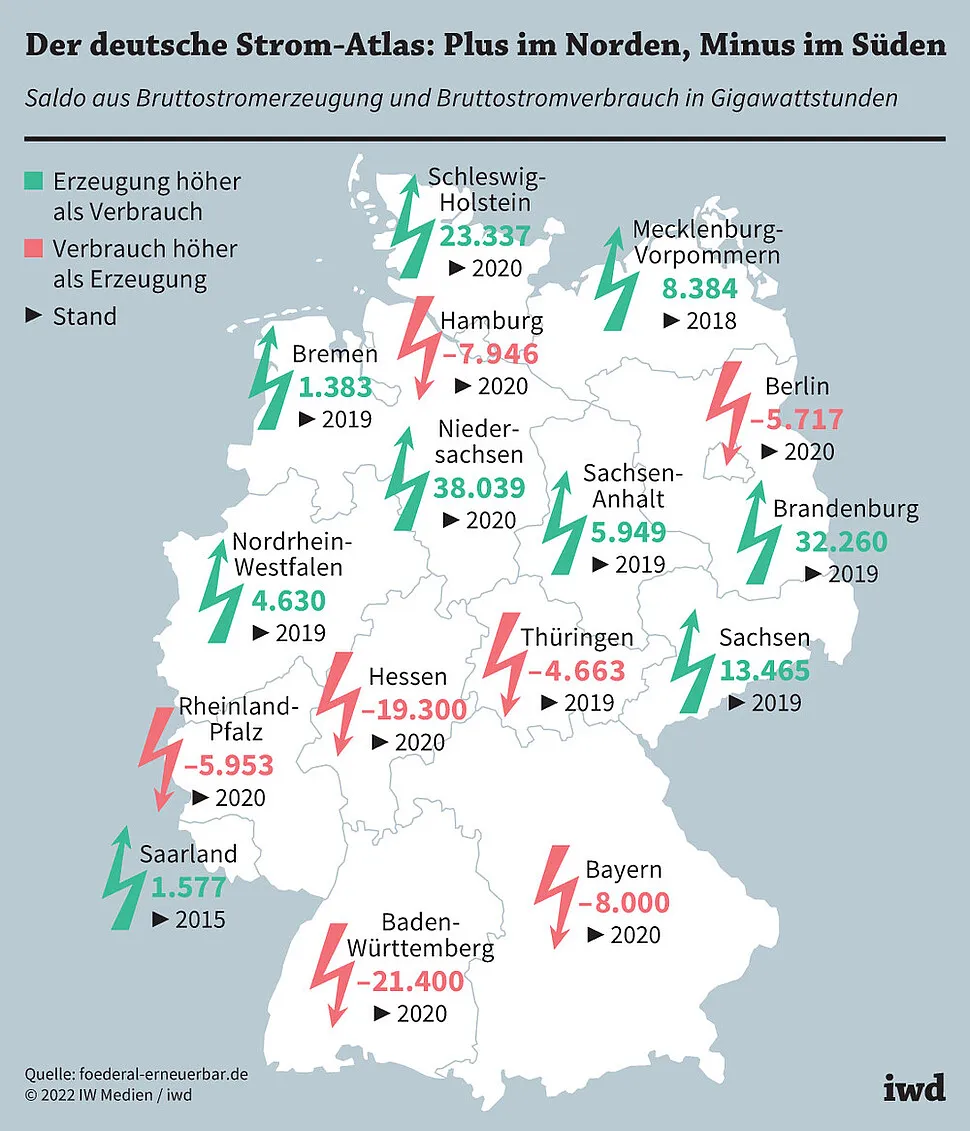 Der deutsche Strom-Atlas: Plus im Norden, Minus im Süden
Saldo aus Bruttostromerzeugung und Bruttostromverbrauch in Gigawattstunden
Erzeugung höher
als Verbrauch
Verbrauch höher
als Erzeugung
▶ Stand
Schleswig-
Holstein
23.337
▶ 2020
Mecklenburg-
Vorpommern
8.384
▶ 2018
Hamburg
–7.946
▶ 2020
Bremen
1.383
▶ 2019
Berlin
–5.717
▶ 2020
Nieder-
sachsen
38.039
▶ 2020
Sachsen-
Anhalt
5.949
▶ 2019
Brandenburg
32.260
▶ 2019
Nordrhein-
Westfalen
4.630
▶ 2019
Thüringen
–4.663
▶ 2019
Sachsen
13.465
▶ 2019
Hessen
–19.300
▶ 2020
Rheinland-
Pfalz
–5.953
▶ 2020
Saarland
1.577
▶ 2015
Bayern
–8.000
▶ 2020
Baden-
Württemberg
–21.400
▶ 2020
Quelle: foederal-erneuerbar.de
© 2022 IW Medien / iwd
iwd